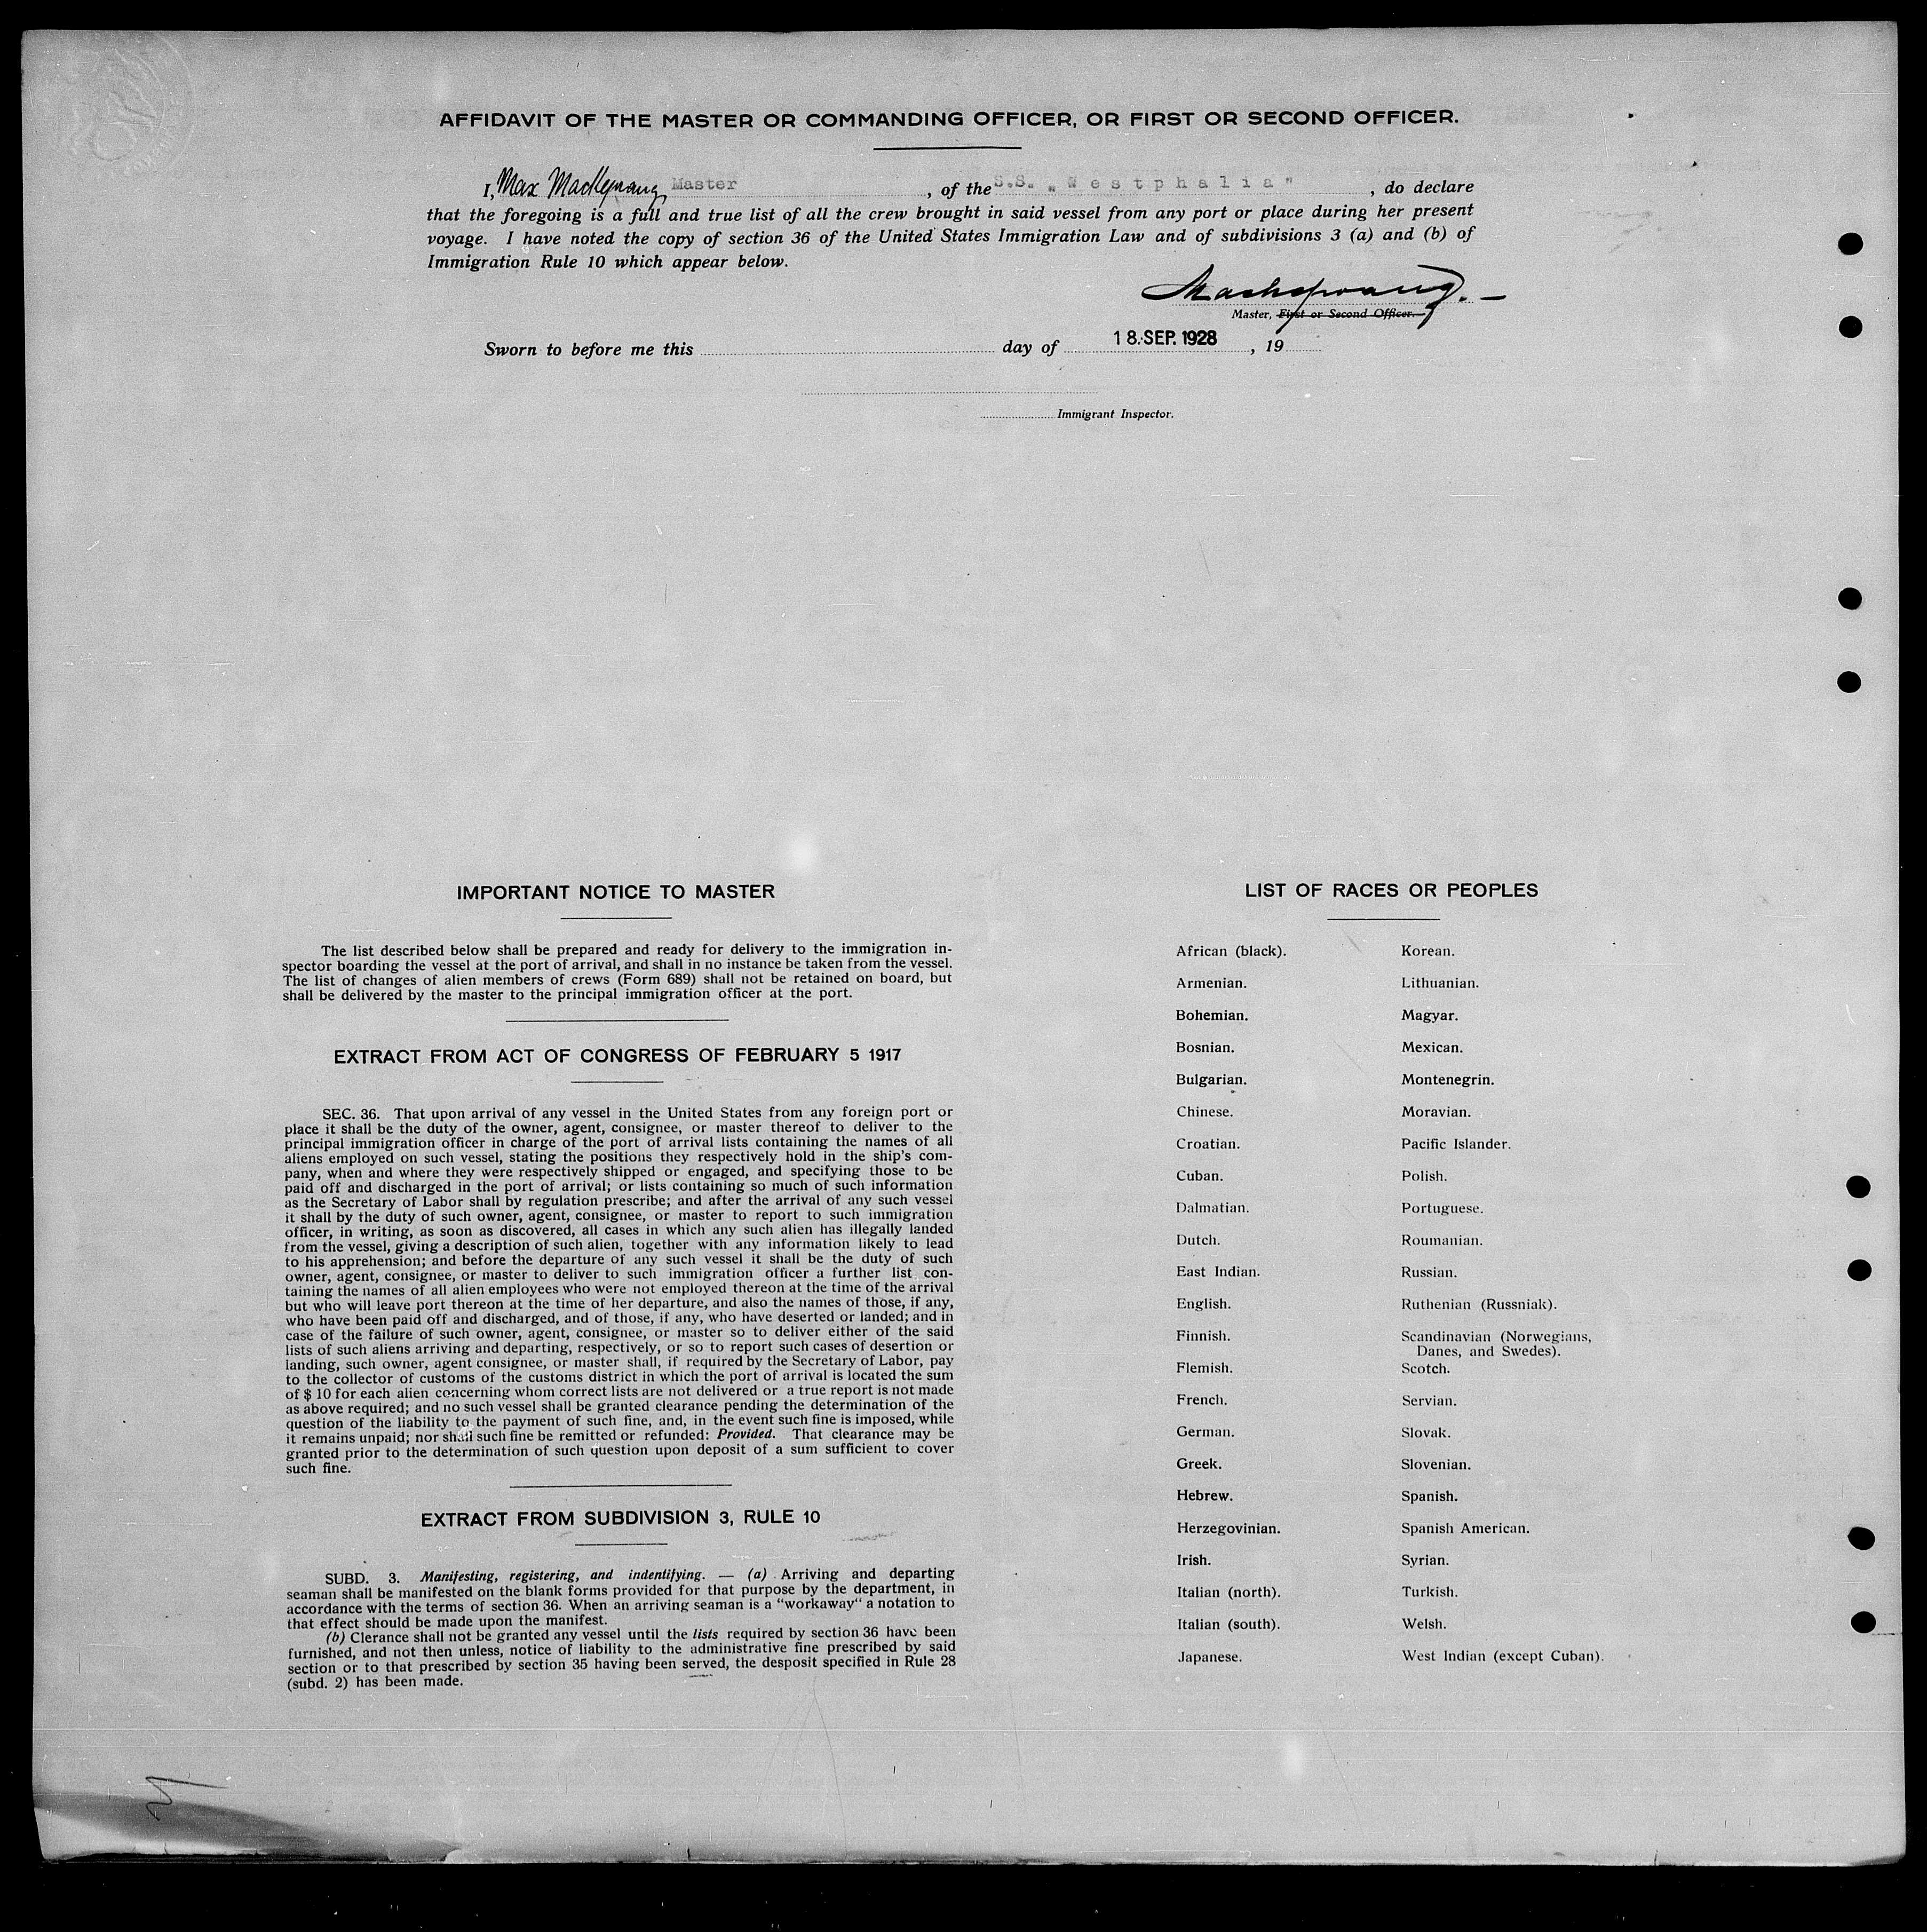 AFFIDAVIT OF THE MASTER OR COMMANDING OFFICER, OR FIRST OR SECOND OFFICER.
I, Max Master, of the S.S. „Westphalia", do declare
that the foregoing is a full and true list of all the crew brought in said vessel from any port or place during her present
voyage. I have noted the copy of section 36 of the United States Immigration Law and of subdivisions 3 (a) and (b) of
Immigration Rule 10 which appear below.
Master, First or Second Officer.
Sworn to before me this day of 18. SEP. 1928, 19
Immigrant Inspector.
IMPORTANT NOTICE TO MASTER
The list described below shall be prepared and ready for delivery to the immigration in-
spector boarding the vessel at the port of arrival, and shall in no instance be taken from the vessel.
The list of changes of alien members of crews (Form 689) shall not be retained on board, but
shall be delivered by the master to the principal immigration officer at the port.
EXTRACT FROM ACT OF CONGRESS OF FEBRUARY 5 1917
SEC. 36. That upon arrival of any vessel in the United States from any foreign port or
place it shall be the duty of the owner, agent, consignee, or master thereof to deliver to the
principal immigration officer in charge of the port of arrival lists containing the names of all
aliens employed on such vessel, stating the positions they respectively hold in the ship's com-
pany, when and where they were respectively shipped or engaged, and specifying those to be
paid off and discharged in the port of arrival; or lists containing so much of such information
as the Secretary of Labor shall by regulation prescribe; and after the arrival of any such vessel
it shall by the duty of such owner, agent, consignee, or master to report to such immigration
officer, in writing, as soon as discovered, all cases in which any such alien has illegally landed
from the vessel, giving a description of such alien, together with any information likely to lead
to his apprehension; and before the departure of any such vessel it shall be the duty of such
owner, agent, consignee, or master to deliver to such immigration officer a further list con-
taining the names of all alien employees who were not employed thereon at the time of the arrival
but who will leave port thereon at the time of her departure, and also the names of those, if any,
who have been paid off and discharged, and of those, if any, who have deserted or landed; and in
case of the failure of such owner, agent, consignee, or master so to deliver either of the said
lists of such aliens arriving and departing, respectively, or so to report such cases of desertion or
landing, such owner, agent consignee, or master shall, if required by the Secretary of Labor, pay
to the collector of customs of the customs district in which the port of arrival is located the sum
of $ 10 for each alien concerning whom correct lists are not delivered or a true report is not made
as above required; and no such vessel shall be granted clearance pending the determination of the
question of the liability to the payment of such fine, and, in the event such fine is imposed, while
it remains unpaid; nor shall such fine be remitted or refunded: Provided. That clearance may be
granted prior to the determination of such question upon deposit of a sum sufficient to cover
such fine.
EXTRACT FROM SUBDIVISION 3, RULE 10
SUBD. 3. Manifesting, registering, and indentifying. — (a) Arriving and departing
seaman shall be manifested on the blank forms provided for that purpose by the department, in
accordance with the terms of section 36. When an arriving seaman is a "workaway" a notation to
that effect should be made upon the manifest.
(b) Clerance shall not be granted any vessel until the lists required by section 36 have been
furnished, and not then unless, notice of liability to the administrative fine prescribed by said
section or to that prescribed by section 35 having been served, the desposit specified in Rule 28
(subd. 2) has been made.
LIST OF RACES OR PEOPLES
African (black).
Armenian.
Bohemian.
Bosnian.
Bulgarian.
Chinese.
Croatian.
Cuban.
Dalmatian.
Dutch.
East Indian.
English.
Finnish.
Flemish.
French.
German.
Greek.
Hebrew.
Herzegovinian.
Irish.
Italian (north).
Italian (south).
Japanese.
Korean.
Lithuanian.
Magyar.
Mexican.
Montenegrin.
Moravian.
Pacific Islander.
Polish.
Portuguese.
Roumanian.
Russian.
Ruthenian (Russniak).
Scandinavian (Norwegians,
Danes, and Swedes).
Scotch.
Servian.
Slovak.
Slovenian.
Spanish.
Spanish American.
Syrian.
Turkish.
Welsh.
West Indian (except Cuban).